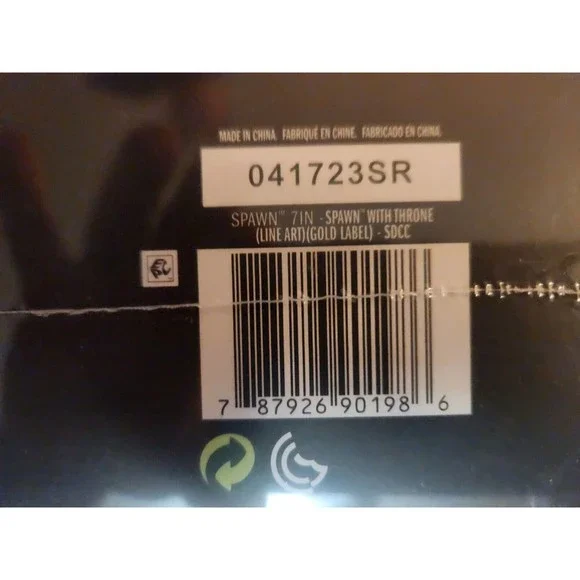 MADE IN CHINA. FABRIQUÉ EN CHINE. FABRICADO EN CHINA.
041723SR
SPAWN™ 7IN - SPAWN™ WITH THRONE
(LINE ART)(GOLD LABEL) - SDCC
7 87926 90198 6